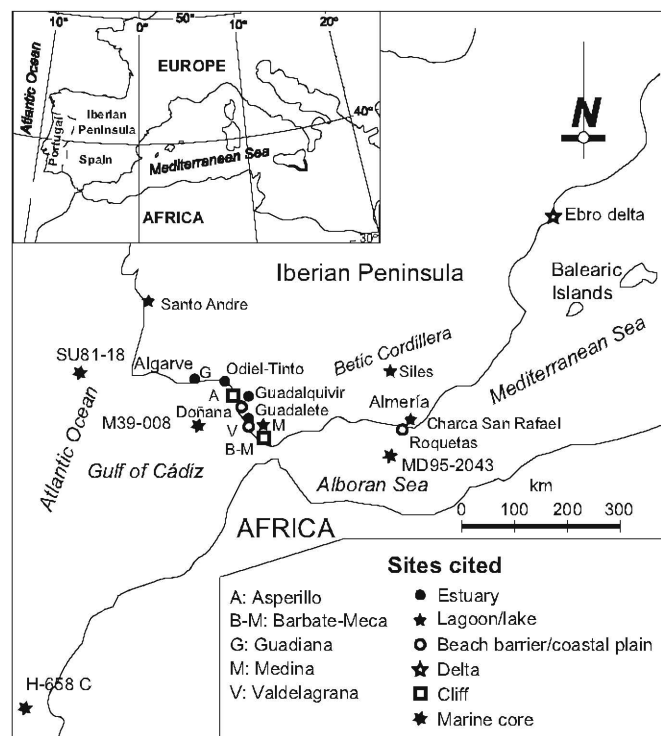 10°
0°
50°
10°
20°
Atlantic Ocean
EUROPE
40°
Portugal
Iberian
Peninsula
Spain
Mediterranean Sea
AFRICA
30°
N
Ebro delta
Iberian Peninsula
Balearic
Islands
Santo Andre
Mediterranean Sea
Betic Cordillera
SU81-18
Algarve
G
Odiel-Tinto
Siles
A
Guadalquivir
Almería
M39-008
Doñana
Guadalete
V
M
Charca San Rafael
B-M
Roquetas
Atlantic Ocean
Gulf of Cádiz
MD95-2043
Alboran Sea
km
0 100 200 300
AFRICA
Sites cited
A: Asperillo
B-M: Barbate-Meca
G: Guadiana
M: Medina
V: Valdelagrana
Estuary
Lagoon/lake
Beach barrier/coastal plain
Delta
Cliff
Marine core
H-658 C